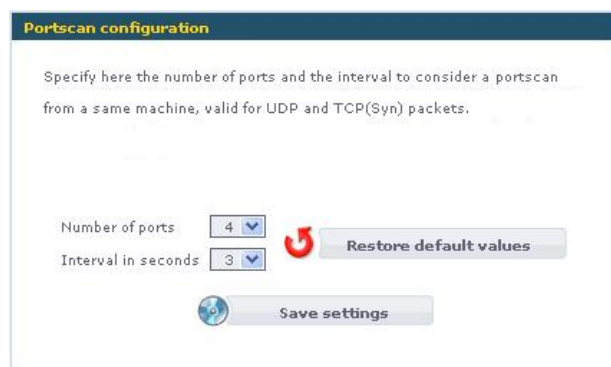 Portscan configuration
Specify here the number of ports and the interval to consider a portscan
from a same machine, valid for UDP and TCP(Syn) packets.
Number of ports 4
Restore default values
Interval in seconds 3
Save settings